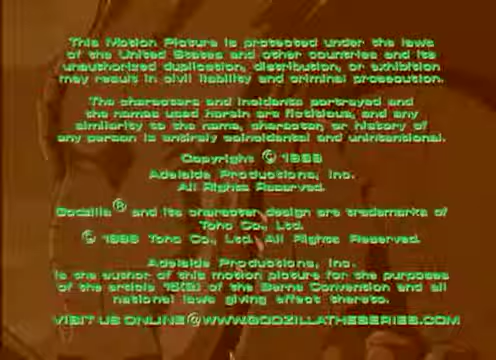 This Motion Picture is protected under the laws
of the United States and other countries and its
unauthorized duplication, distribution, or exhibition
may result in civil liability and criminal prosecution.
The characters and incidents portrayed and
the names used herein are fictitious, and any
similarity to the name, character, or history of
any person is entirely coincidental and unintentional.
Copyright © 1998
Adelaide Productions, Inc.
All Rights Reserved.
Godzilla® and its character design are trademarks of
Toho Co., Ltd.
© 1998 Toho Co., Ltd. All Rights Reserved.
Adelaide Productions, Inc.
is the author of this motion picture for the purposes
of the article 15(2) of the Berne Convention and all
national laws giving effect thereto.
VISIT US ONLINE@WWW.GODZILLATHESERIES.COM